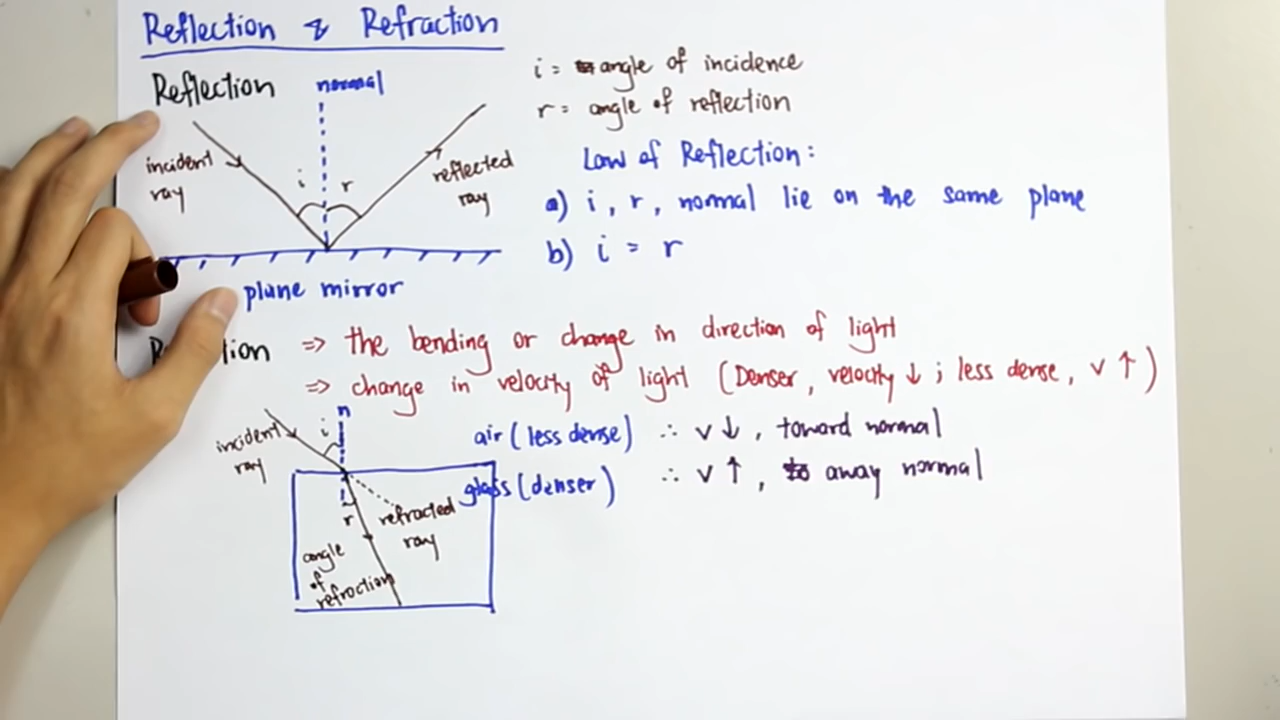 Reflection & Refraction
Reflection
normal
i = angle of incidence
r = angle of reflection
incident
ray
i
r
reflected
ray
Law of Reflection:
a) i, r, normal lie on the same plane
b) i = r
plane mirror
=> the bending or change in direction of light
=> change in velocity of light (Denser, velocity ↓ ; less dense, v ↑)
n
incident
ray
i
air (less dense) ∴ v ↓, toward normal
glass (denser) ∴ v ↑, away normal
r
refracted
ray
angle
of
refraction